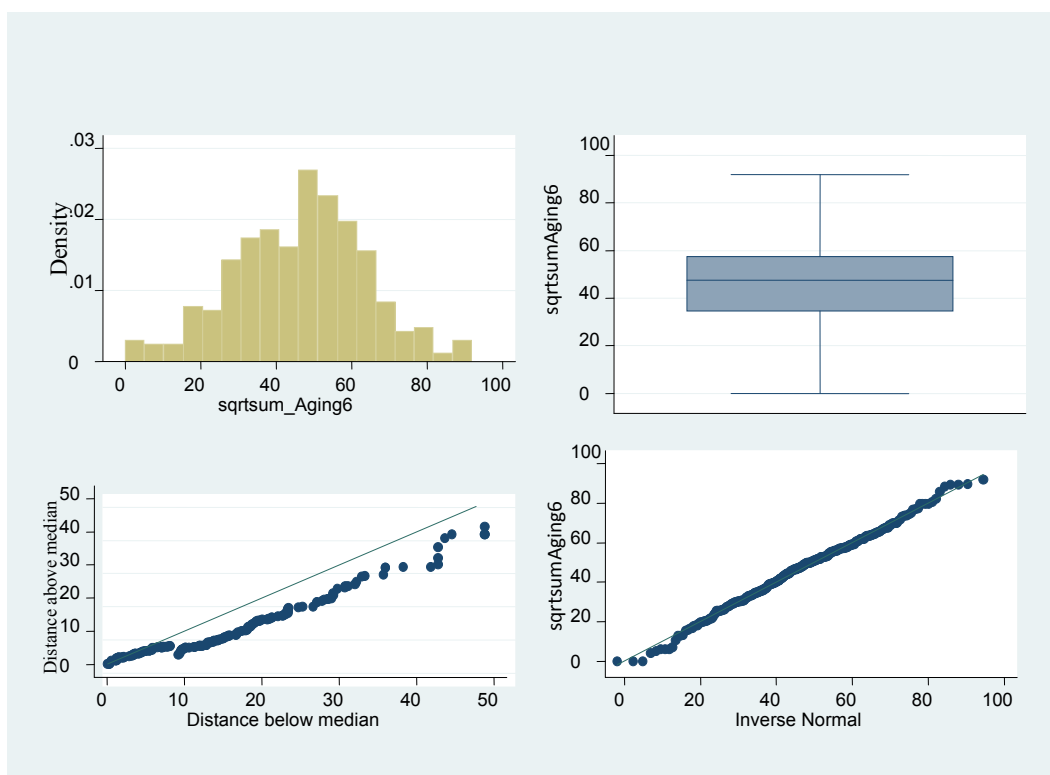 .03
.02
.01
0
Density
0 20 40 60 80 100
sqrtsum_Aging6
100
80
60
40
20
0
sqrtsumAging6
50
40
30
20
10
0
Distance above median
0 10 20 30 40 50
Distance below median
100
80
60
40
20
0
sqrtsumAging6
0 20 40 60 80 100
Inverse Normal